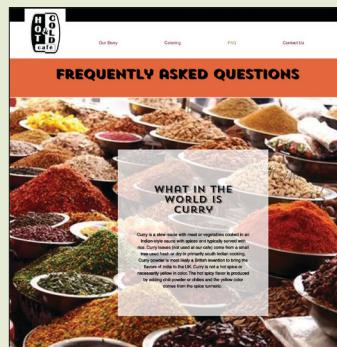 HOT & COLD
café
Our Story Catering FAQ Contact Us
FREQUENTLY ASKED QUESTIONS
WHAT IN THE
WORLD IS
CURRY
Curry is a stew made with meat or vegetables cooked in an
Indian-style sauce with spices and typically served with
rice. Curry leaves (not used at our cafe) come from a small
tree used fresh or dry in primarily south Indian cooking.
Curry powder is most likely a British invention to bring the
flavors of India to the UK. Curry is not a hot spice or
necessarily yellow in color. The hot spicy flavor is produced
by adding chili powder or chilies and the yellow color
comes from the spice turmeric.